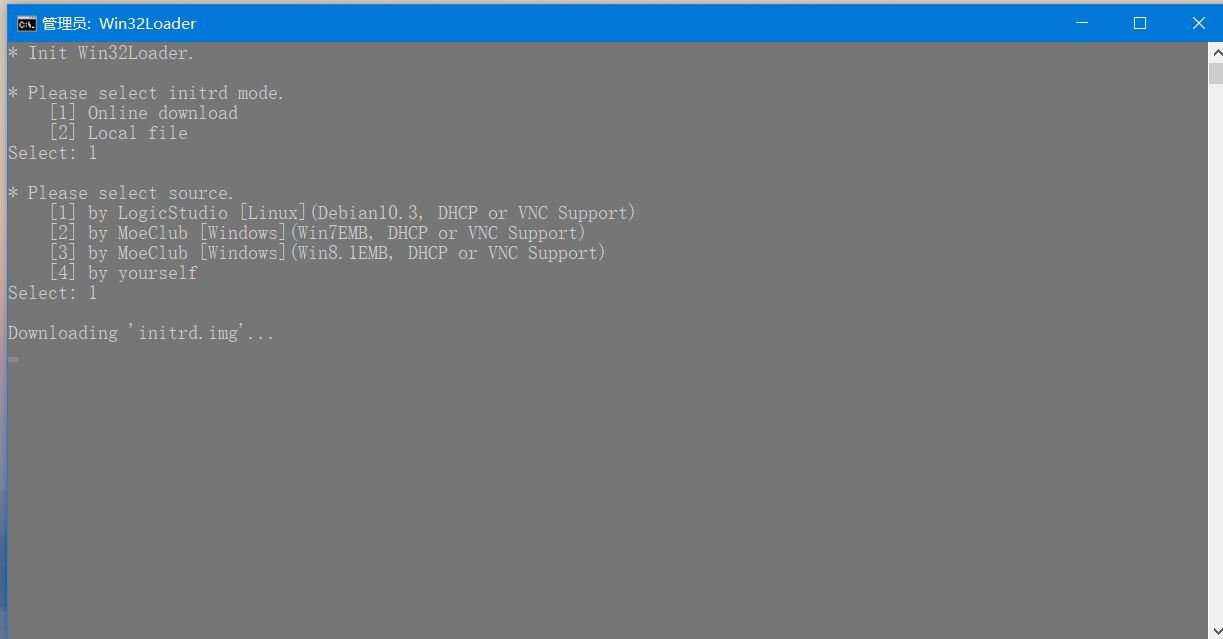 管理员: Win32Loader
* Init Win32Loader.
* Please select initrd mode.
[1] Online download
[2] Local file
Select: 1
* Please select source.
[1] by LogicStudio [Linux](Debian10.3, DHCP or VNC Support)
[2] by MoeClub [Windows](Win7EMB, DHCP or VNC Support)
[3] by MoeClub [Windows](Win8.1EMB, DHCP or VNC Support)
[4] by yourself
Select: 1
Downloading 'initrd.img'...